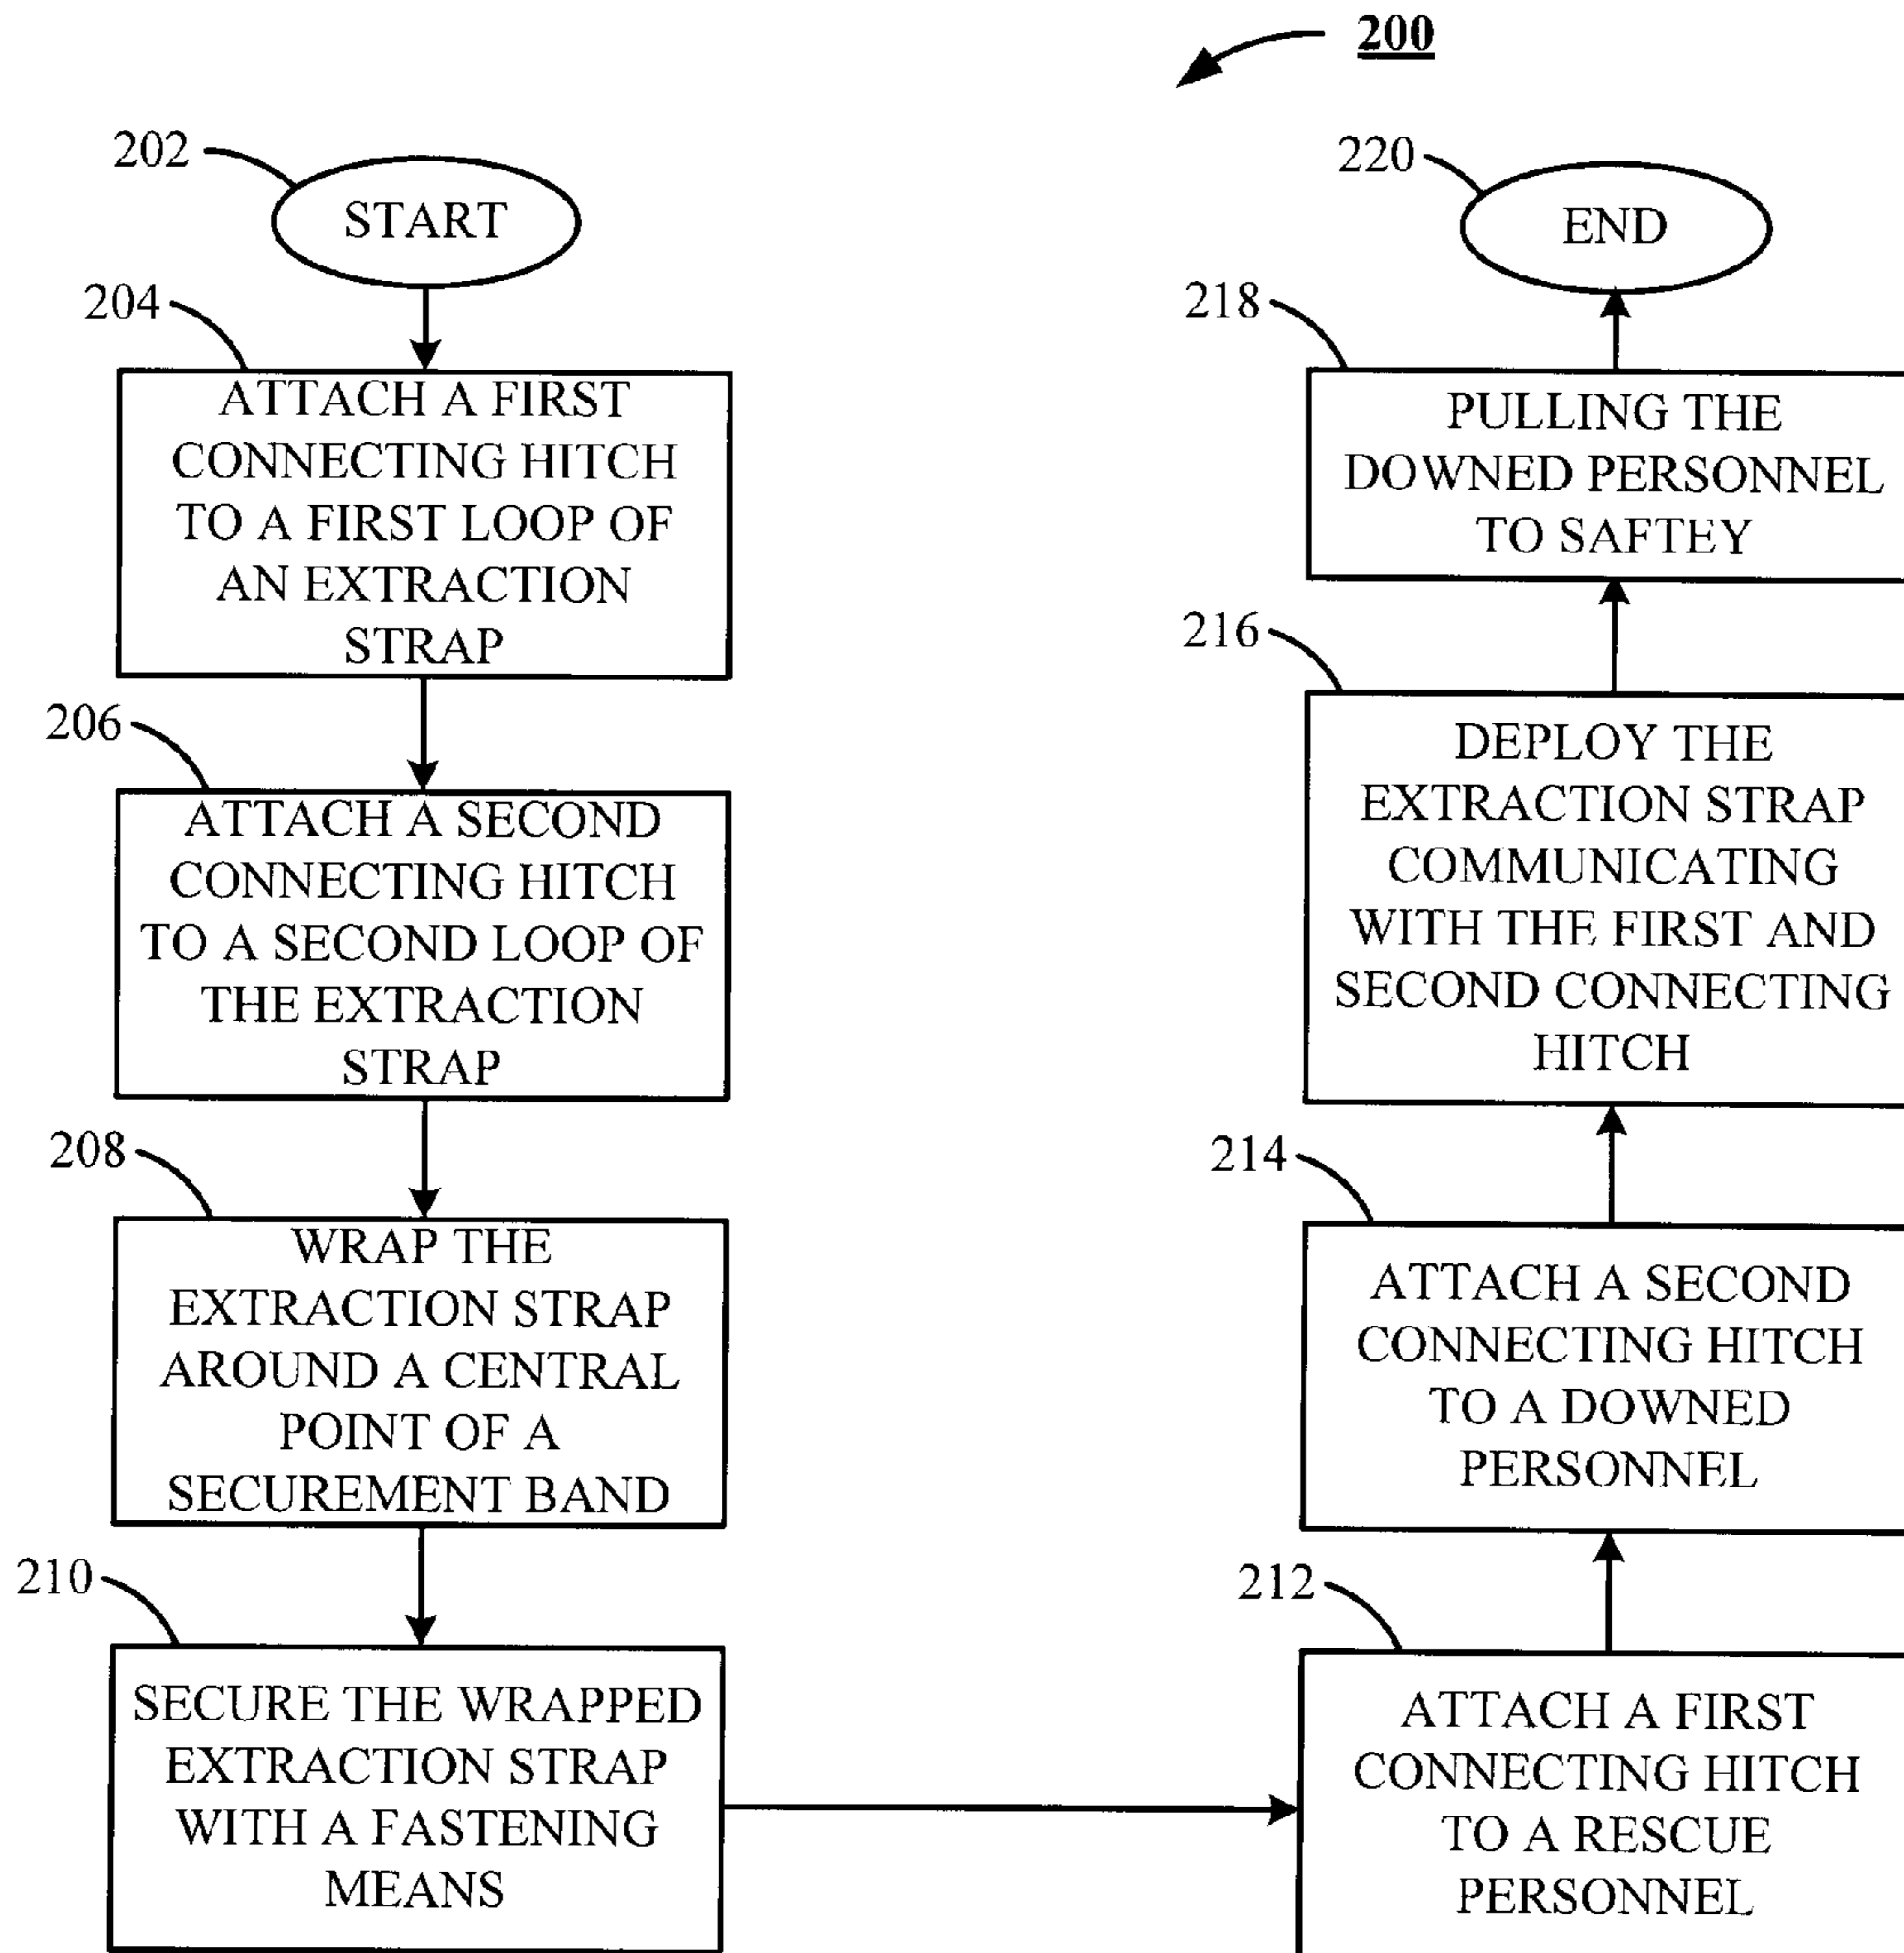 200
202
START
204
ATTACH A FIRST
CONNECTING HITCH
TO A FIRST LOOP OF
AN EXTRACTION
STRAP
206
ATTACH A SECOND
CONNECTING HITCH
TO A SECOND LOOP OF
THE EXTRACTION
STRAP
208
WRAP THE
EXTRACTION STRAP
AROUND A CENTRAL
POINT OF A
SECUREMENT BAND
210
SECURE THE WRAPPED
EXTRACTION STRAP
WITH A FASTENING
MEANS
212
ATTACH A FIRST
CONNECTING HITCH
TO A RESCUE
PERSONNEL
214
ATTACH A SECOND
CONNECTING HITCH
TO A DOWNED
PERSONNEL
216
DEPLOY THE
EXTRACTION STRAP
COMMUNICATING
WITH THE FIRST AND
SECOND CONNECTING
HITCH
218
PULLING THE
DOWNED PERSONNEL
TO SAFTEY
220
END